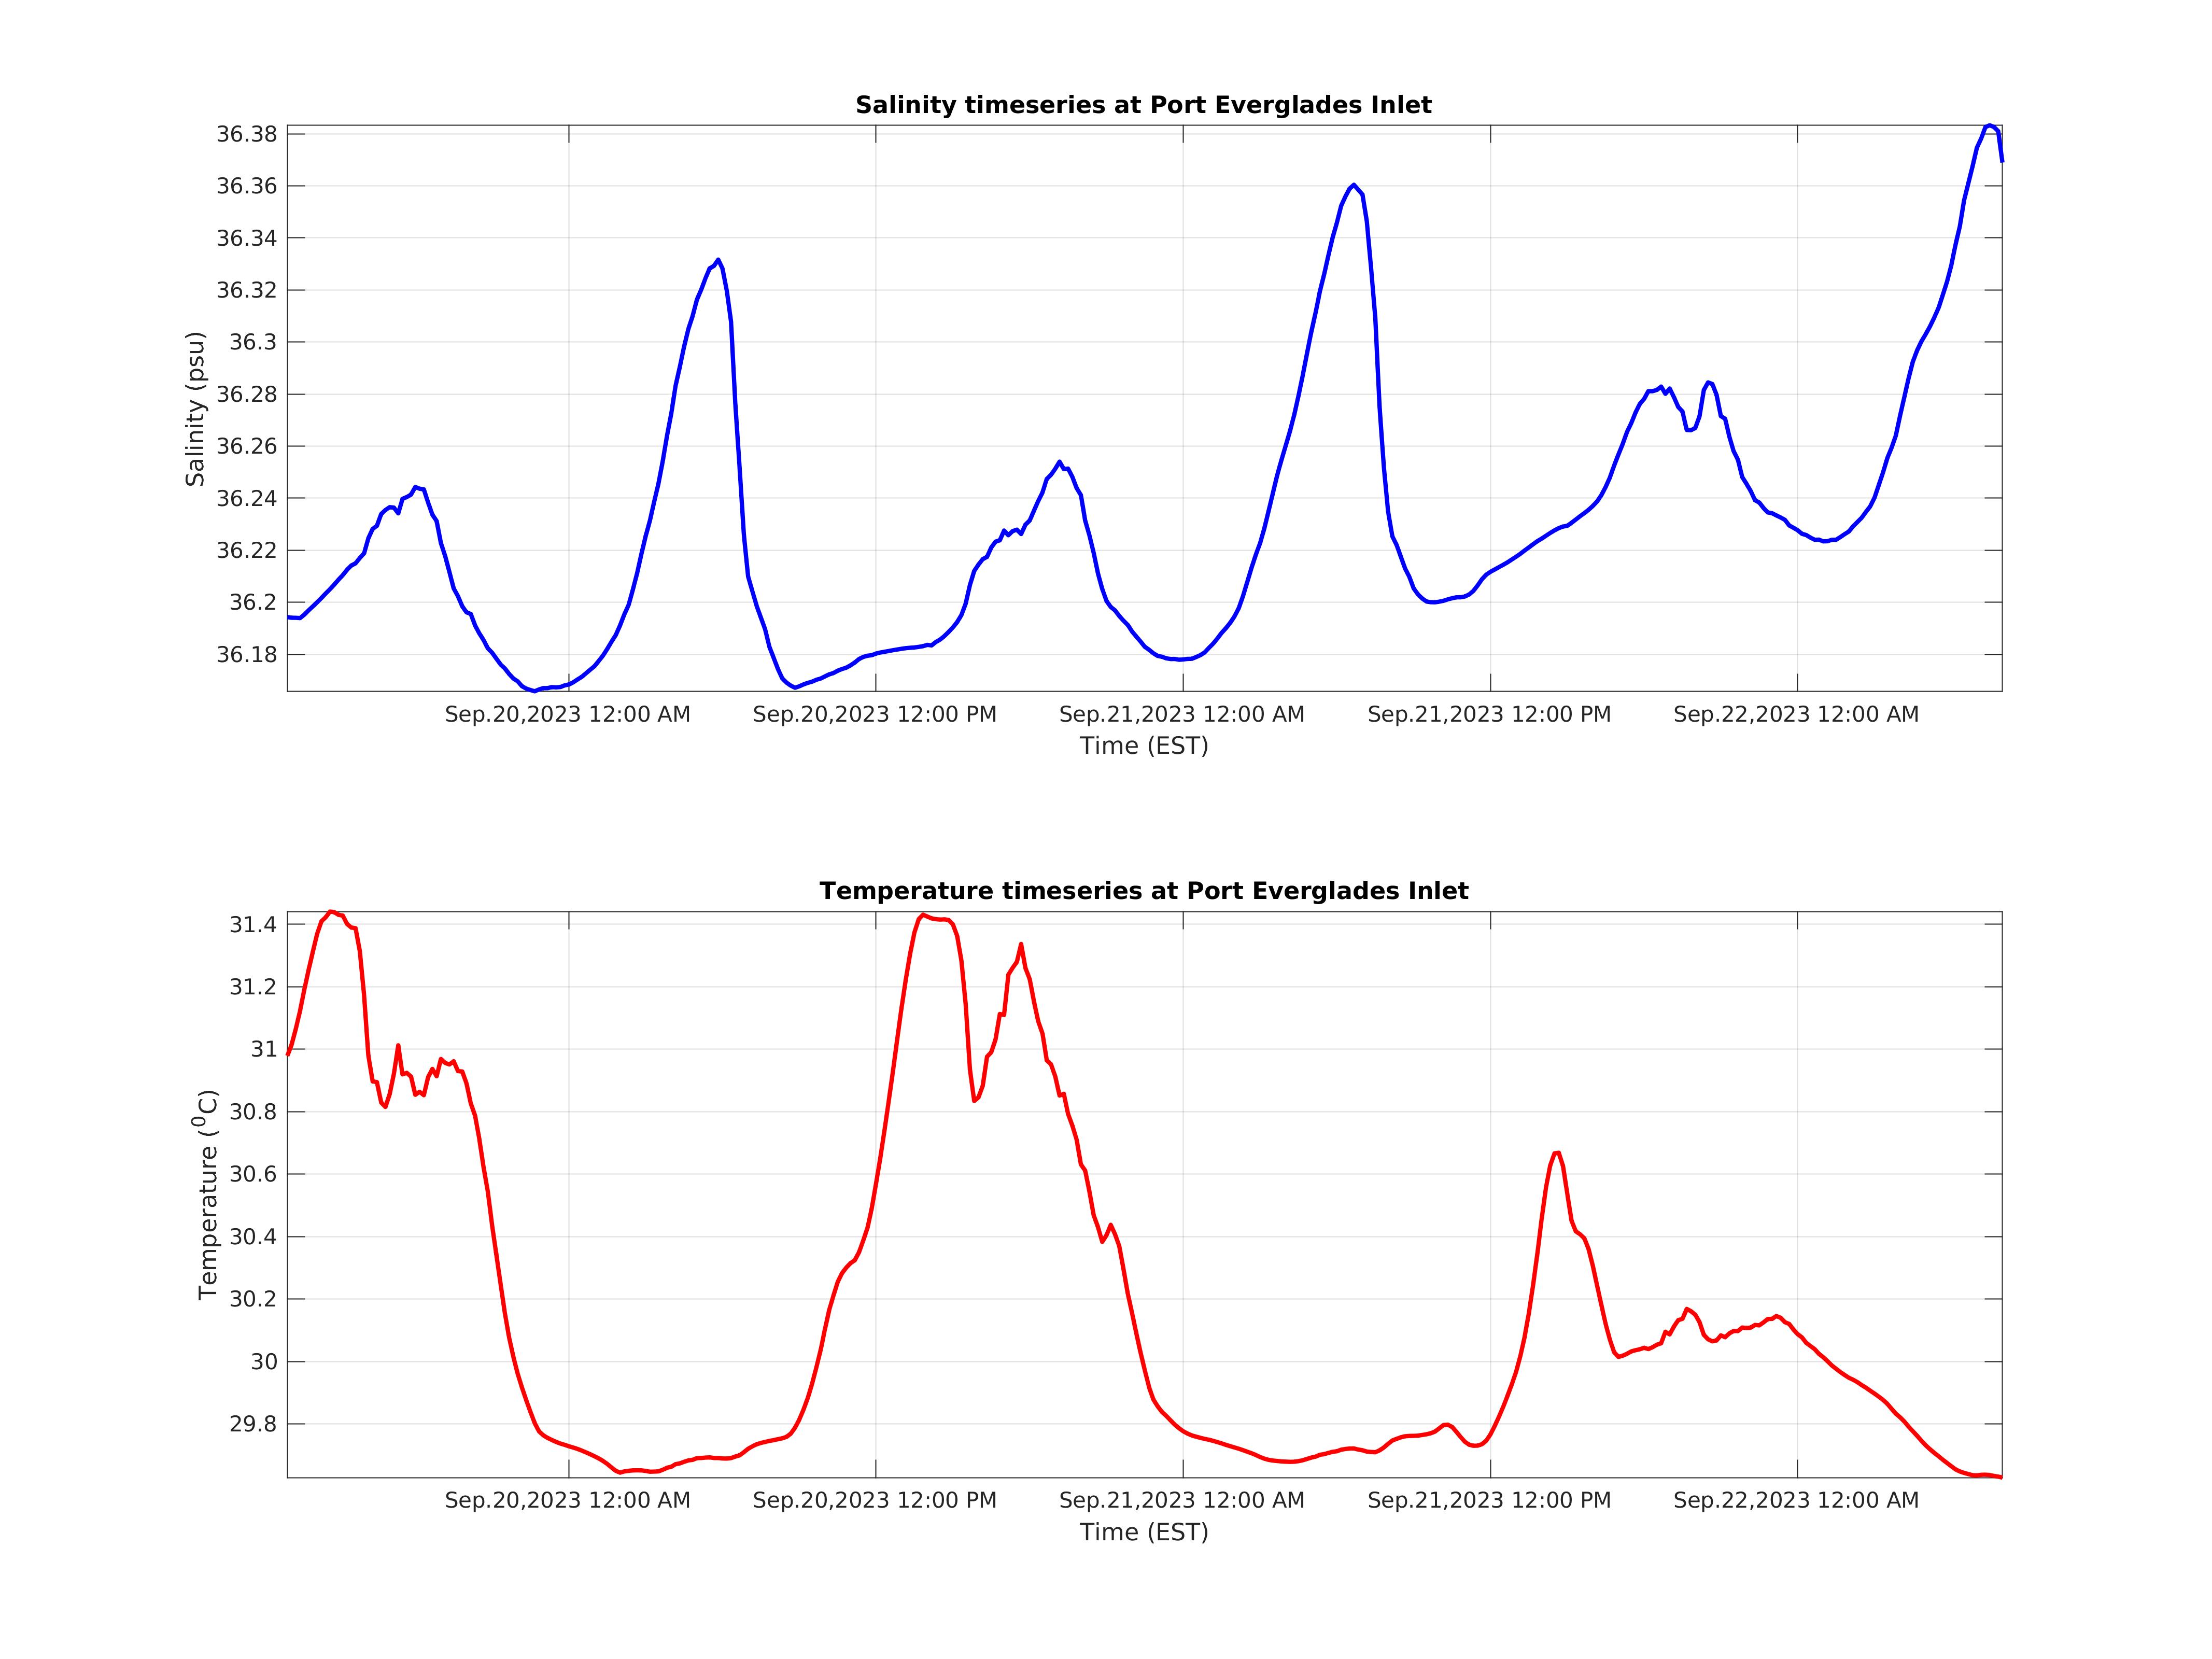 Salinity timeseries at Port Everglades Inlet
36.38
36.36
36.34
36.32
36.3
36.28
36.26
36.24
36.22
36.2
36.18
Salinity (psu)
Sep.20,2023 12:00 AM
Sep.20,2023 12:00 PM
Sep.21,2023 12:00 AM
Sep.21,2023 12:00 PM
Sep.22,2023 12:00 AM
Time (EST)
Temperature timeseries at Port Everglades Inlet
31.4
31.2
31
30.8
30.6
30.4
30.2
30
29.8
Temperature (⁰C)
Sep.20,2023 12:00 AM
Sep.20,2023 12:00 PM
Sep.21,2023 12:00 AM
Sep.21,2023 12:00 PM
Sep.22,2023 12:00 AM
Time (EST)